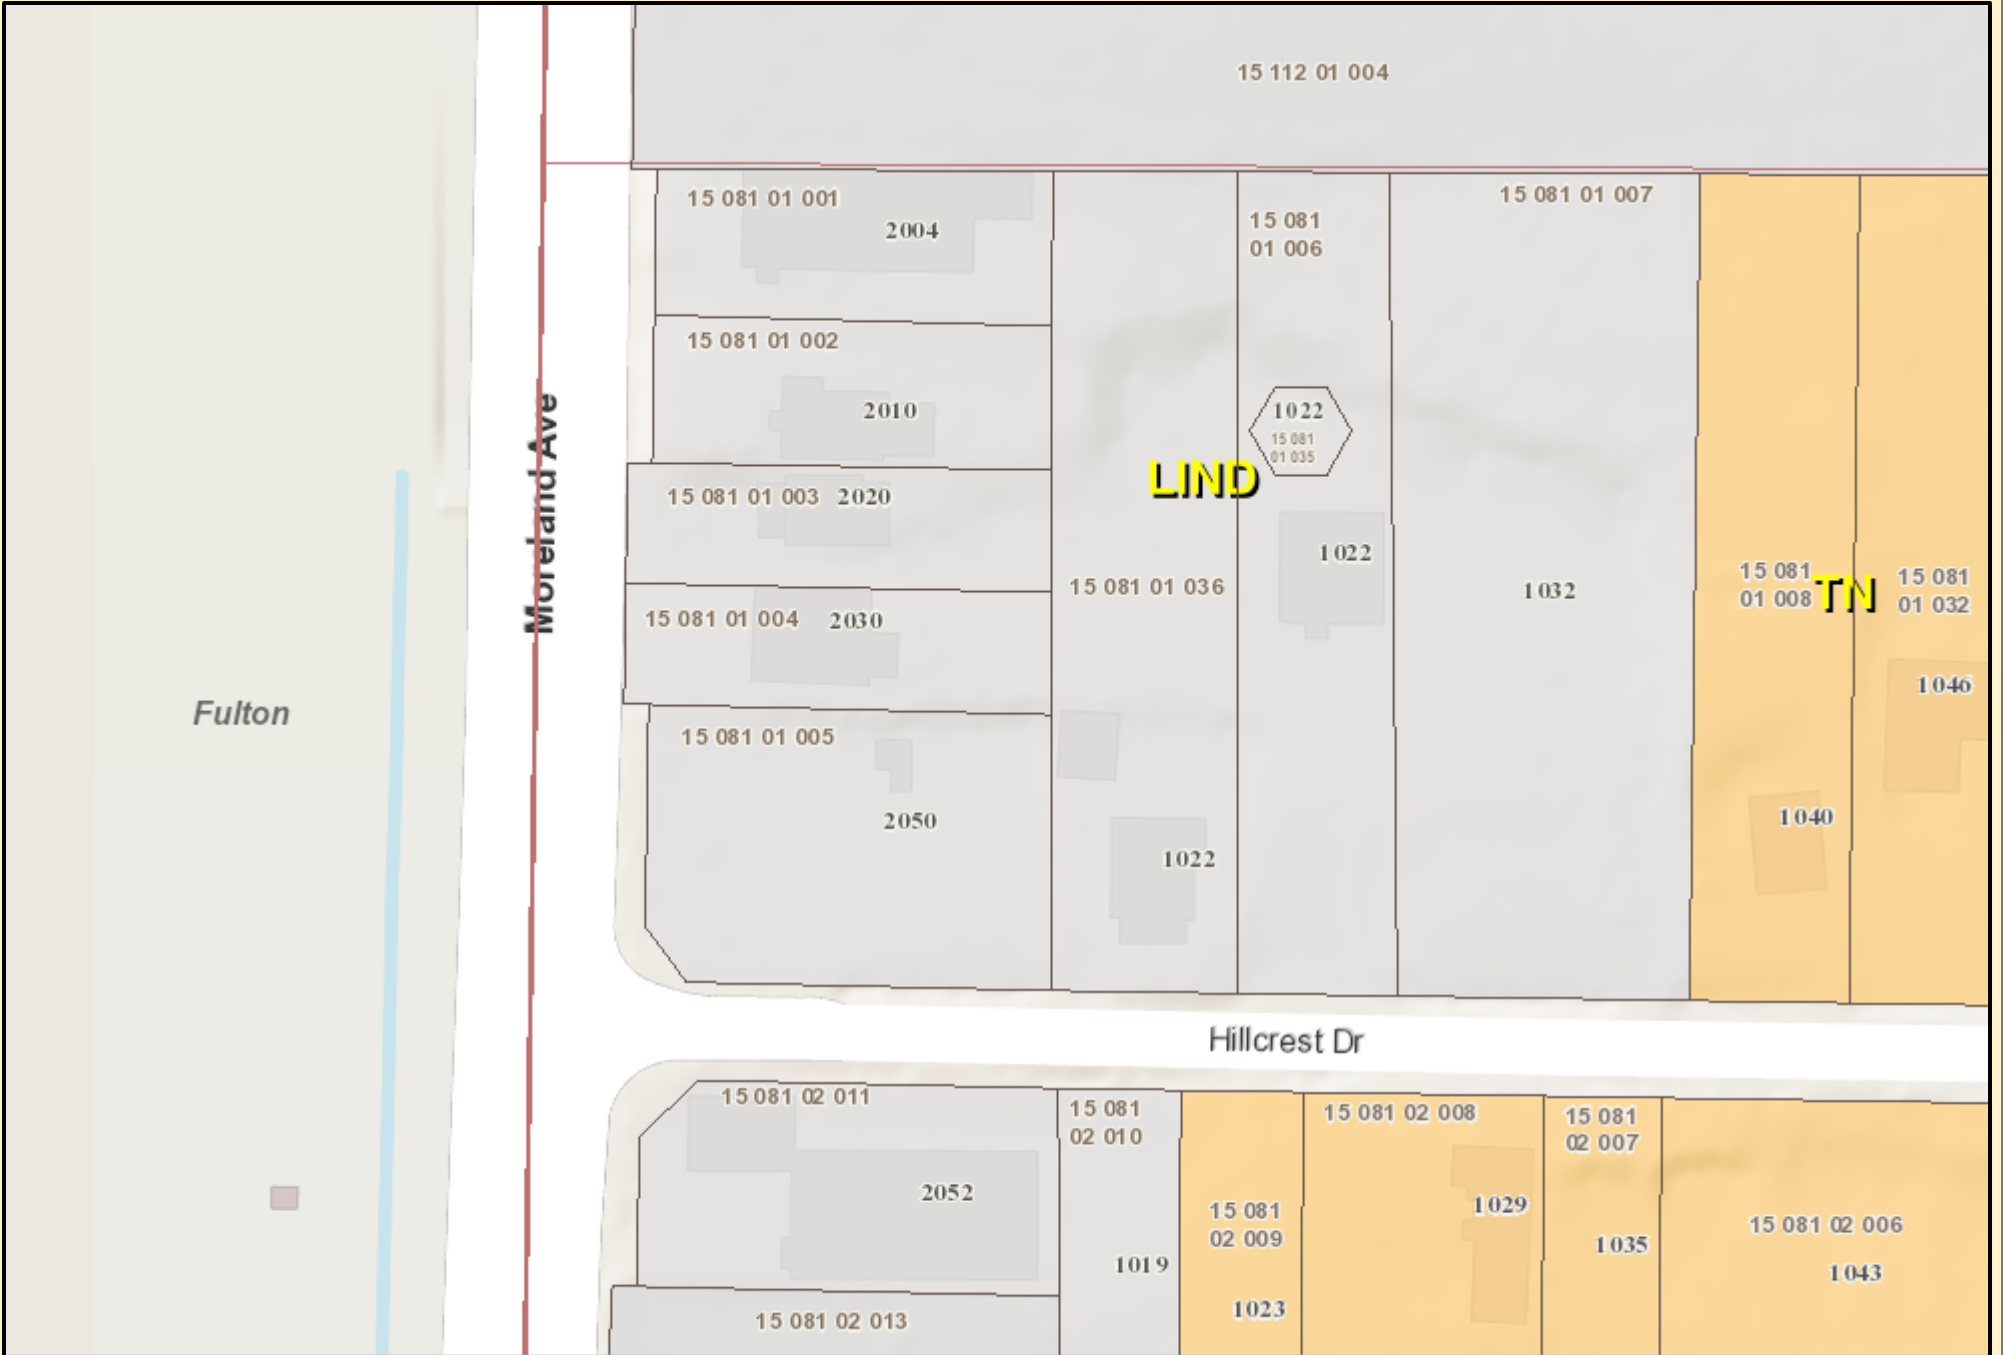 15 112 01 004
15 081 01 001
2004
15 081
01 006
15 081 01 007
15 081 01 002
2010
1022
15 081
01 035
Moreland Ave
15 081 01 003
2020
LIND
1022
15 081 01 036
1032
15 081
01 008
TN
15 081
01 032
15 081 01 004
2030
1046
Fulton
15 081 01 005
2050
1022
1040
Hillcrest Dr
15 081 02 011
15 081
02 010
15 081 02 008
15 081
02 007
2052
15 081
02 009
1029
1035
15 081 02 006
1043
1019
1023
15 081 02 013